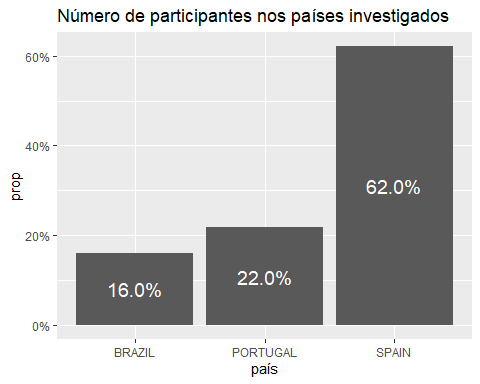 Número de participantes nos países investigados
60%
40%
20%
0%
prop
16.0%
22.0%
62.0%
BRAZIL
PORTUGAL
SPAIN
país